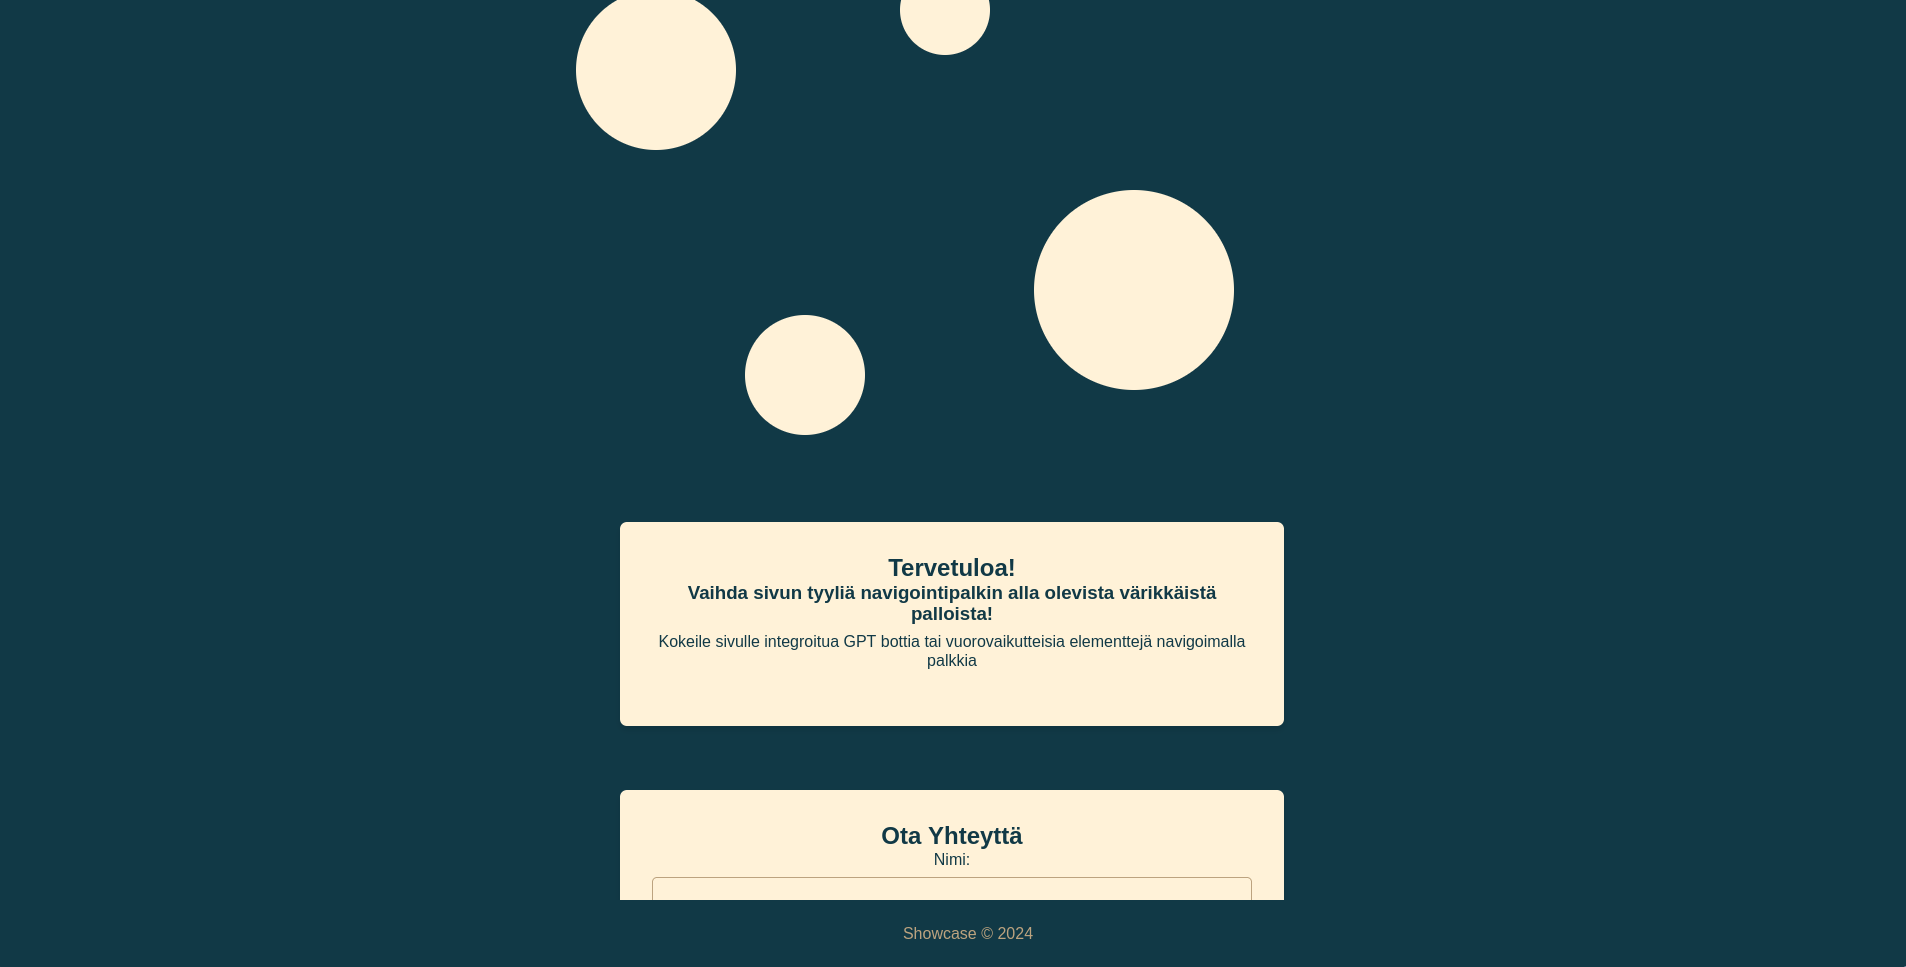 Tervetuloa!
Vaihda sivun tyyliä navigointipalkin alla olevista värikkäistä
palloista!
Kokeile sivulle integroitua GPT bottia tai vuorovaikutteisia elementtejä navigoimalla
palkkia
Ota Yhteyttä
Nimi:
Showcase © 2024